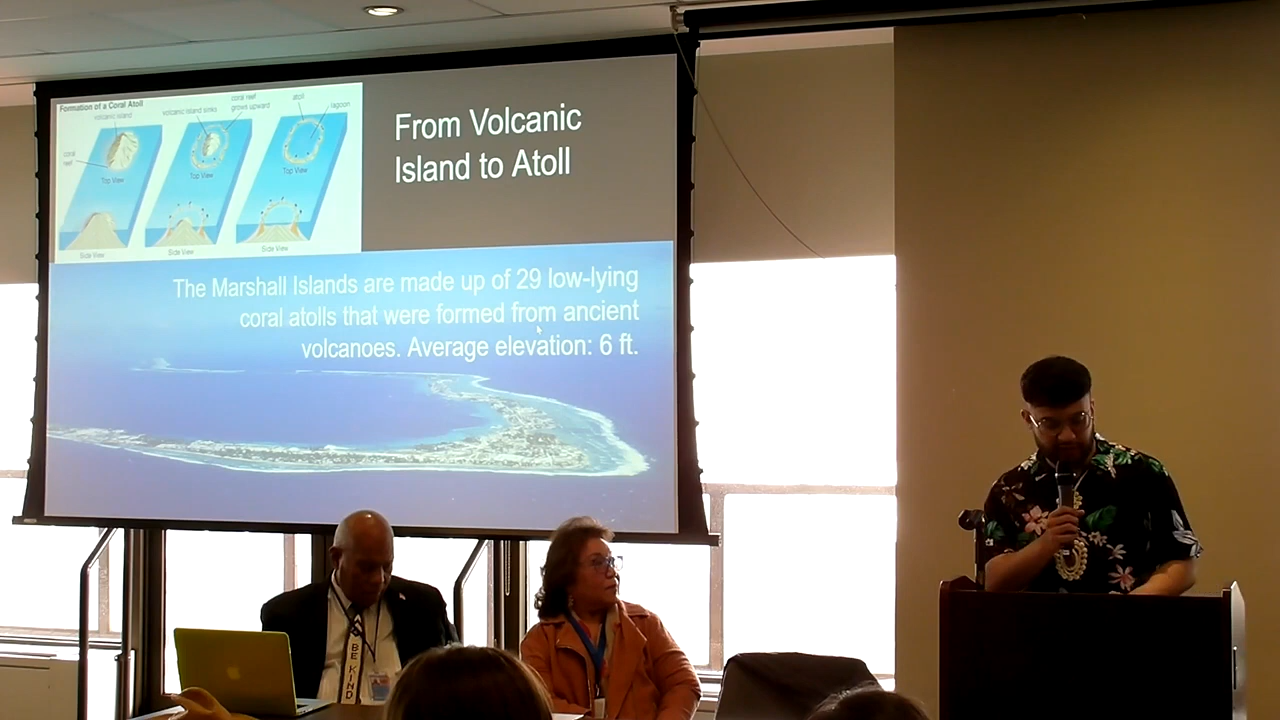 Formation of a Coral Atoll
volcanic island
volcanic island sinks
coral reef
grows upward
atoll
lagoon
coral
reef
Top View
Top View
Top View
Side View
Side View
Side View
From Volcanic
Island to Atoll
The Marshall Islands are made up of 29 low-lying
coral atolls that were formed from ancient
volcanoes. Average elevation: 6 ft.
BE KIND